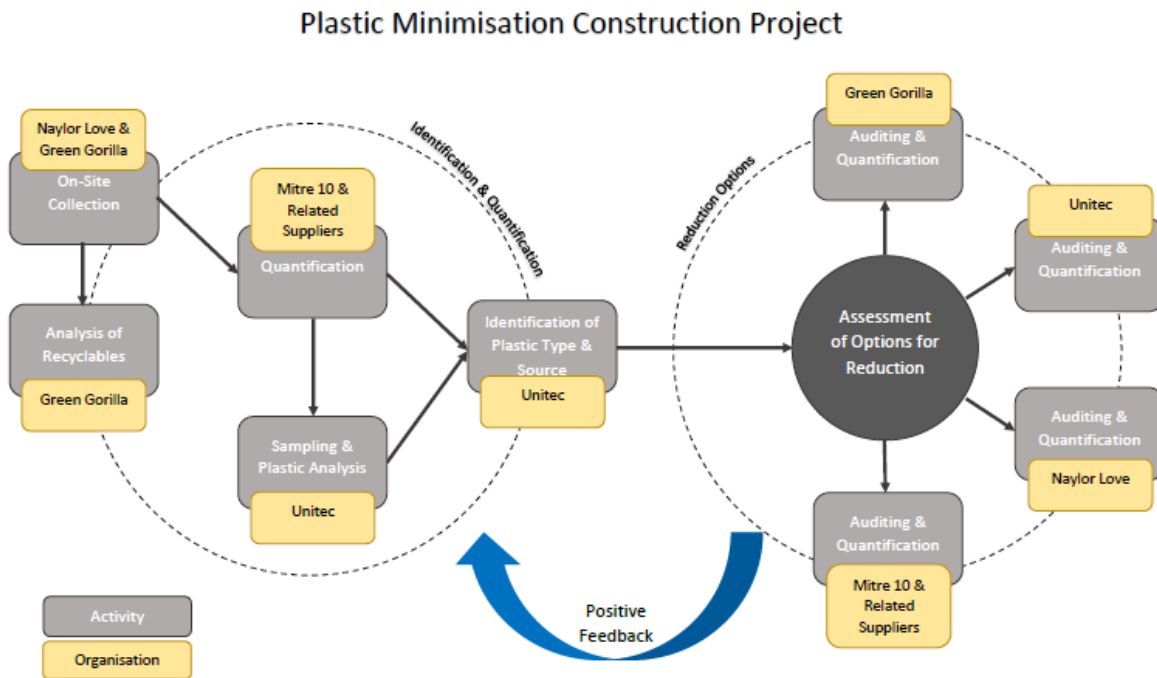 Plastic Minimisation Construction Project
Naylor Love &
Green Gorilla
On-Site
Collection
Analysis of
Recyclables
Green Gorilla
Mitre 10 &
Related
Suppliers
Quantification
Sampling &
Plastic Analysis
Unitec
Identification & Quantification
Identification of
Plastic Type &
Source
Unitec
Reduction Options
Green Gorilla
Auditing &
Quantification
Unitec
Auditing &
Quantification
Assessment
of Options for
Reduction
Auditing &
Quantification
Naylor Love
Auditing &
Quantification
Mitre 10 &
Related
Suppliers
Positive
Feedback
Activity
Organisation